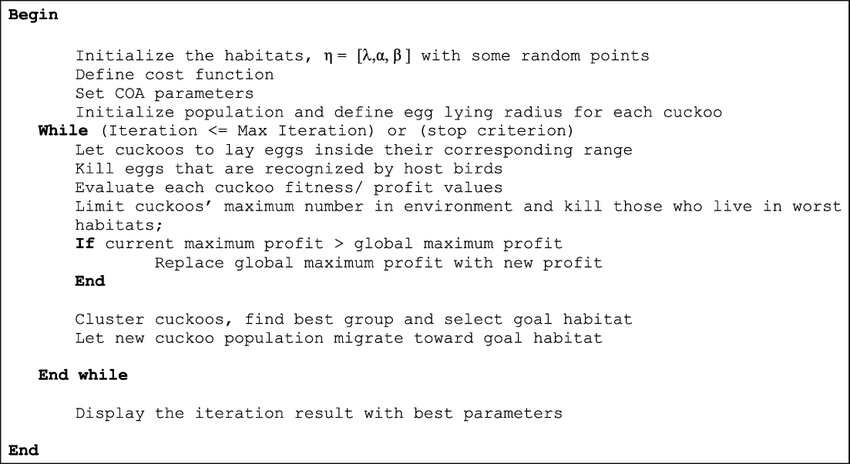 Begin
Initialize the habitats, η = [λ,α, β ] with some random points
Define cost function
Set COA parameters
Initialize population and define egg lying radius for each cuckoo
While (Iteration <= Max Iteration) or (stop criterion)
Let cuckoos to lay eggs inside their corresponding range
Kill eggs that are recognized by host birds
Evaluate each cuckoo fitness/ profit values
Limit cuckoos’ maximum number in environment and kill those who live in worst
habitats;
If current maximum profit > global maximum profit
Replace global maximum profit with new profit
End
Cluster cuckoos, find best group and select goal habitat
Let new cuckoo population migrate toward goal habitat
End while
Display the iteration result with best parameters
End